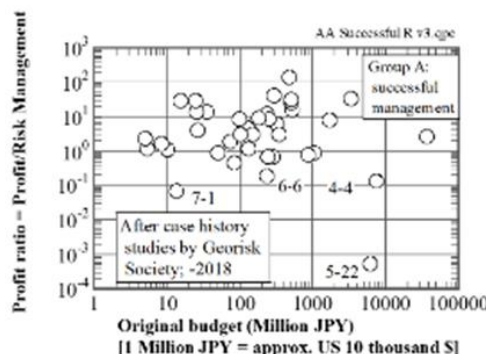 AA Successful R v3.qpc
Profit ratio = Profit/Risk Management
10^3
10^2
10^1
10^0
10^-1
10^-2
10^-3
10^-4
Group A:
successful
management
7-1
6-6
4-4
5-22
After case history
studies by Georisk
Society; -2018
1
10
100
1000
10000
100000
Original budget (Million JPY)
[1 Million JPY = approx. US 10 thousand $]